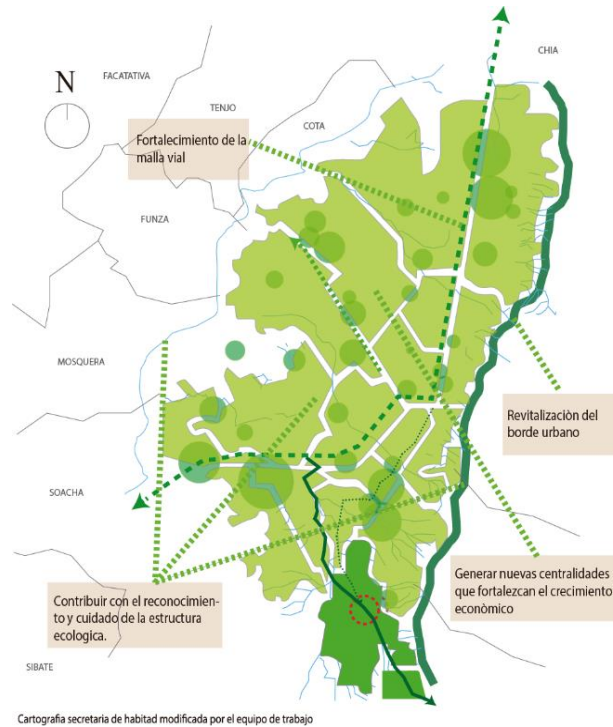 CHIA
FACATATIVA
N
TENJO
COTA
Fortalecimiento de la
malla vial
FUNZA
MOSQUERA
Revitalizaciòn del
borde urbano
SOACHA
Generar nuevas centralidades
que fortalezcan el crecimiento
econòmico
Contribuir con el reconocimien-
to y cuidado de la estructura
ecologica.
SIBATE
Cartografia secretaria de habitad modificada por el equipo de trabajo